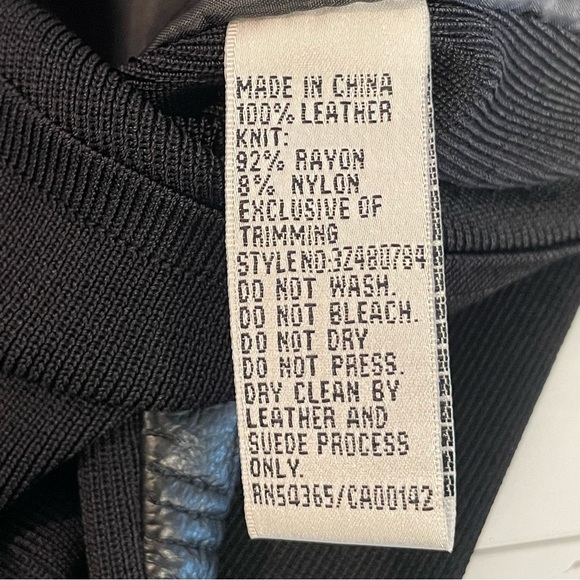 MADE IN CHINA
100% LEATHER
KNIT:
92% RAYON
8% NYLON
EXCLUSIVE OF
TRIMMING
STYLE NO:32480784
DO NOT WASH.
DO NOT BLEACH.
DO NOT DRY
DO NOT PRESS.
DRY CLEAN BY
LEATHER AND
SUEDE PROCESS
ONLY.
RN50365/CA00142